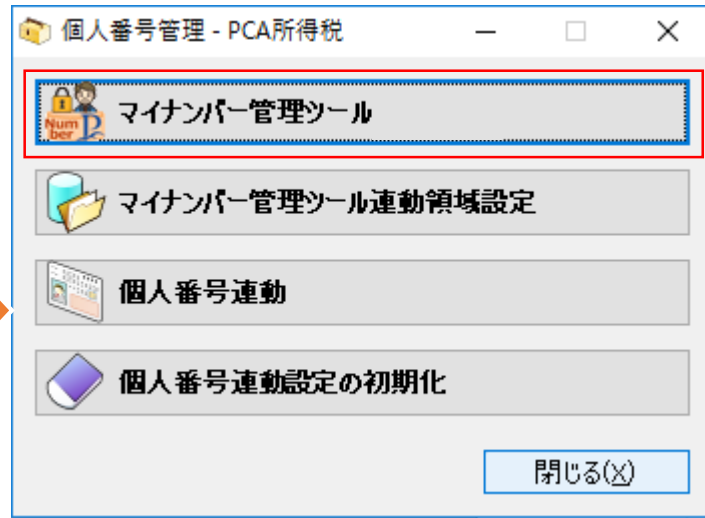 個人番号管理 - PCA所得税
Number
マイナンバー管理ツール
マイナンバー管理ツール連動領域設定
個人番号連動
個人番号連動設定の初期化
閉じる(X)